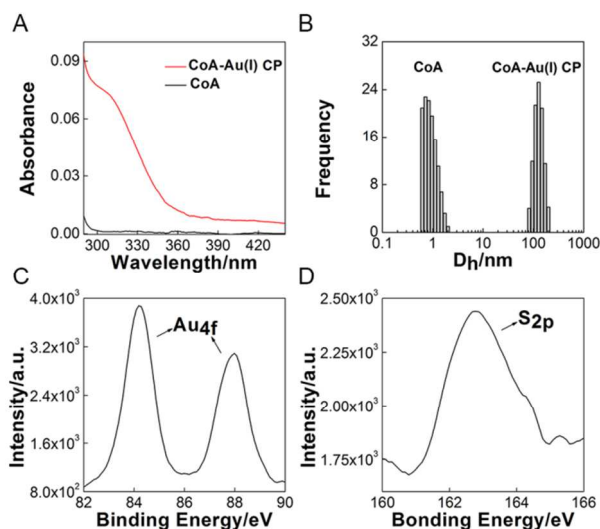 A
0.09
0.06
0.03
0.00
Absorbance
CoA-Au(I) CP
CoA
300
330
360
390
420
Wavelength/nm
B
32
24
16
8
0
Frequency
CoA
CoA-Au(I) CP
0.1
1
10
100
1000
Dh/nm
C
4.0x10³
3.2x10³
2.4x10³
1.6x10³
8.0x10²
Intensity/a.u.
Au4f
82
84
86
88
90
Binding Energy/eV
D
2.50x10³
2.25x10³
2.00x10³
1.75x10³
Intensity/a.u.
S2p
160
162
164
166
Bonding Energy/eV